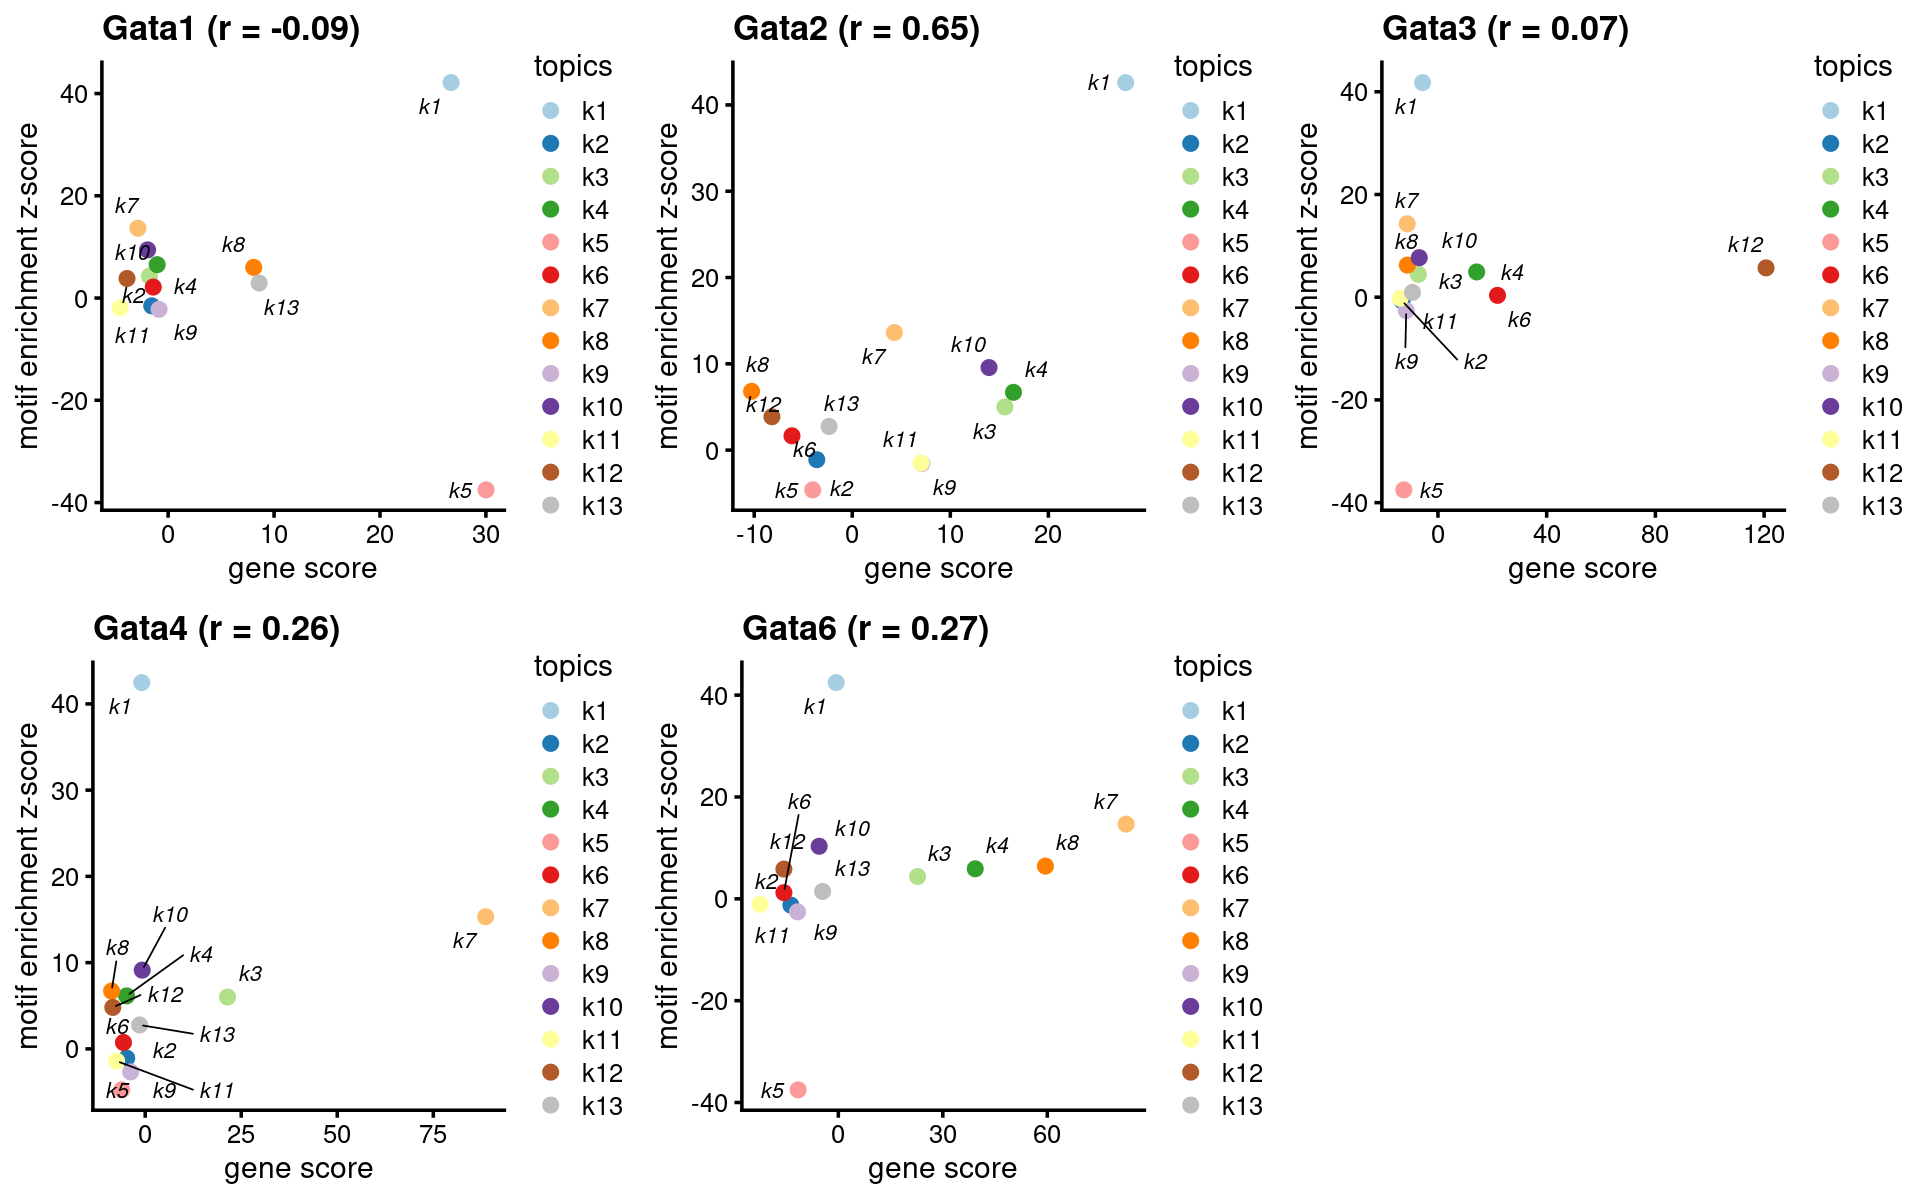 Gata1 (r = -0.09)
motif enrichment z-score
40
20
0
-20
-40
0
10
20
30
gene score
k1
k7
k10
k8
k4
k2
k13
k11
k9
k5
topics
k1
k2
k3
k4
k5
k6
k7
k8
k9
k10
k11
k12
k13
Gata2 (r = 0.65)
motif enrichment z-score
40
30
20
10
0
-10
0
10
20
gene score
k1
k7
k10
k8
k4
k12
k13
k3
k6
k11
k5
k2
k9
topics
k1
k2
k3
k4
k5
k6
k7
k8
k9
k10
k11
k12
k13
Gata3 (r = 0.07)
motif enrichment z-score
40
20
0
-20
-40
0
40
80
120
gene score
k1
k7
k8
k10
k12
k3
k4
k11
k6
k9
k2
k5
topics
k1
k2
k3
k4
k5
k6
k7
k8
k9
k10
k11
k12
k13
Gata4 (r = 0.26)
motif enrichment z-score
40
30
20
10
0
0
25
50
75
gene score
k1
k10
k7
k8
k4
k3
k12
k6
k13
k2
k5
k9
k11
topics
k1
k2
k3
k4
k5
k6
k7
k8
k9
k10
k11
k12
k13
Gata6 (r = 0.27)
motif enrichment z-score
40
20
0
-20
-40
0
30
60
gene score
k1
k6
k7
k10
k12
k3
k4
k8
k13
k2
k11
k9
k5
topics
k1
k2
k3
k4
k5
k6
k7
k8
k9
k10
k11
k12
k13